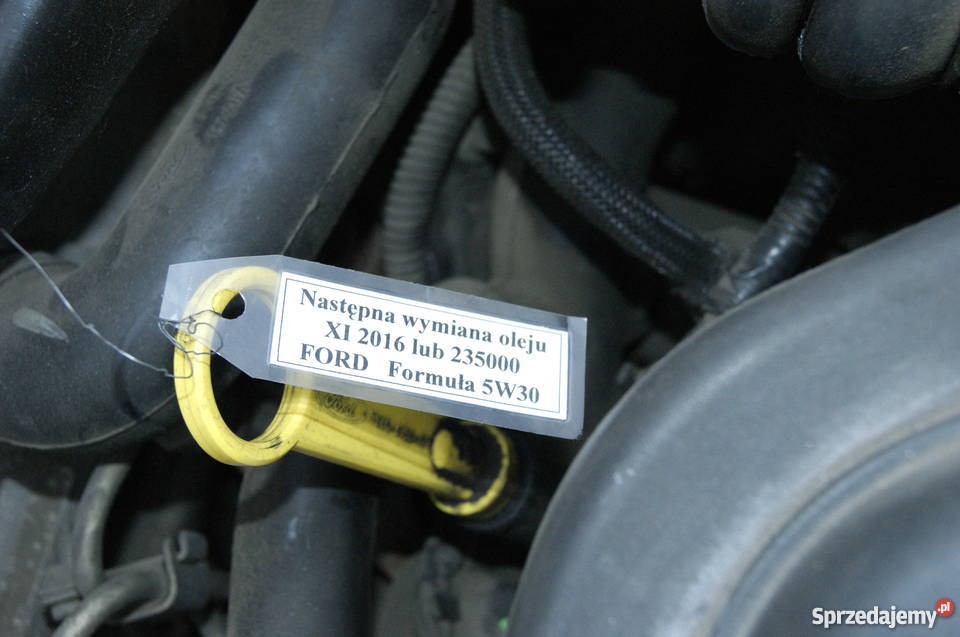 Następna wymiana oleju
XI 2016 lub 235000
FORD Formuła 5W30
Sprzedajemy.pl